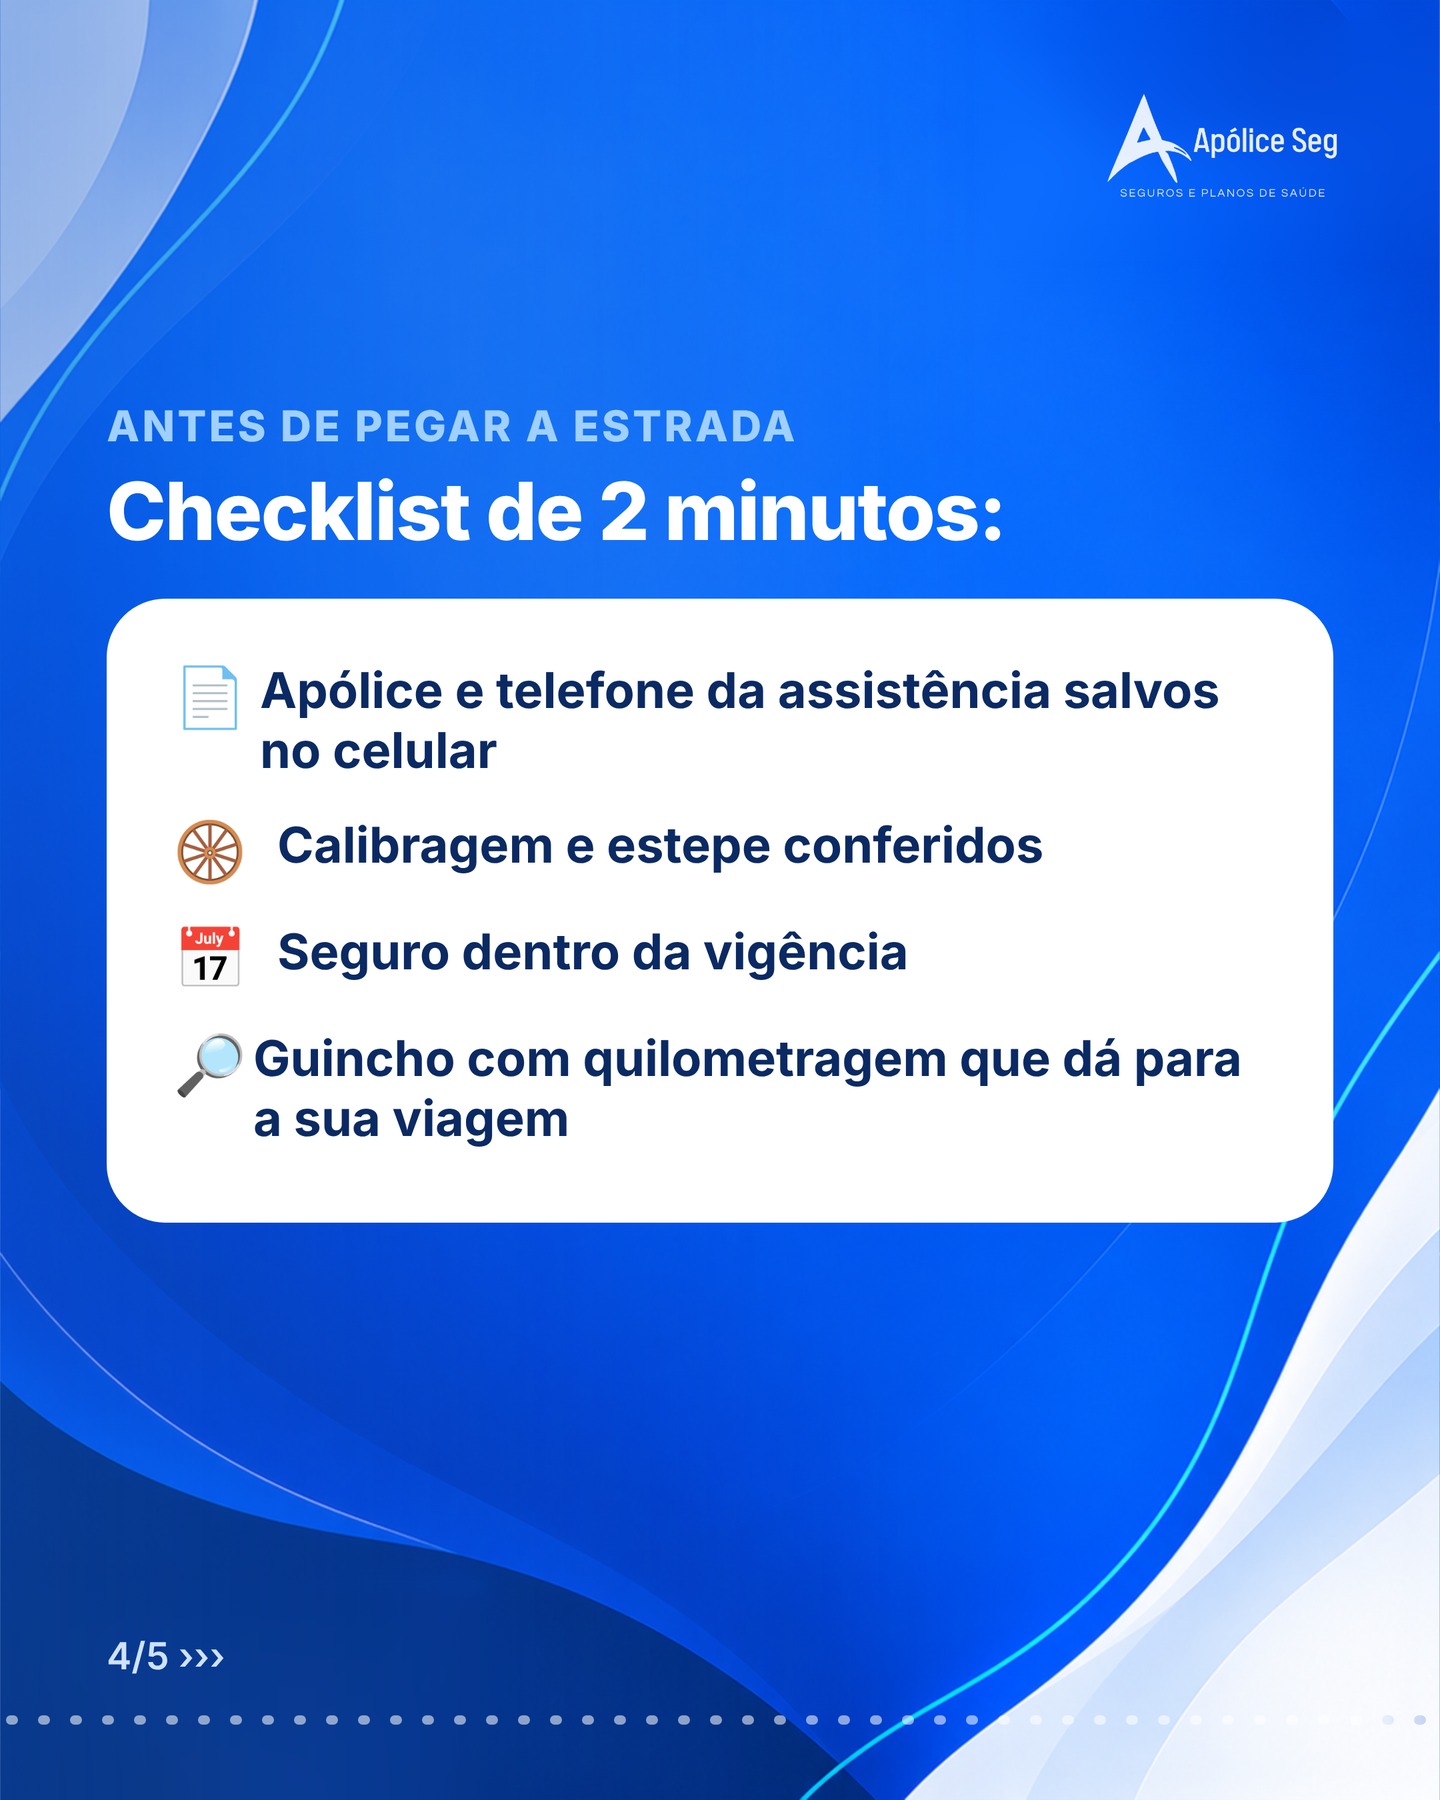 Apólice Seg
SEGUROS E PLANOS DE SAÚDE
ANTES DE PEGAR A ESTRADA
Checklist de 2 minutos:
Apólice e telefone da assistência salvos
no celular
Calibragem e estepe conferidos
July
17
Seguro dentro da vigência
Guincho com quilometragem que dá para
a sua viagem
4/5 ›››